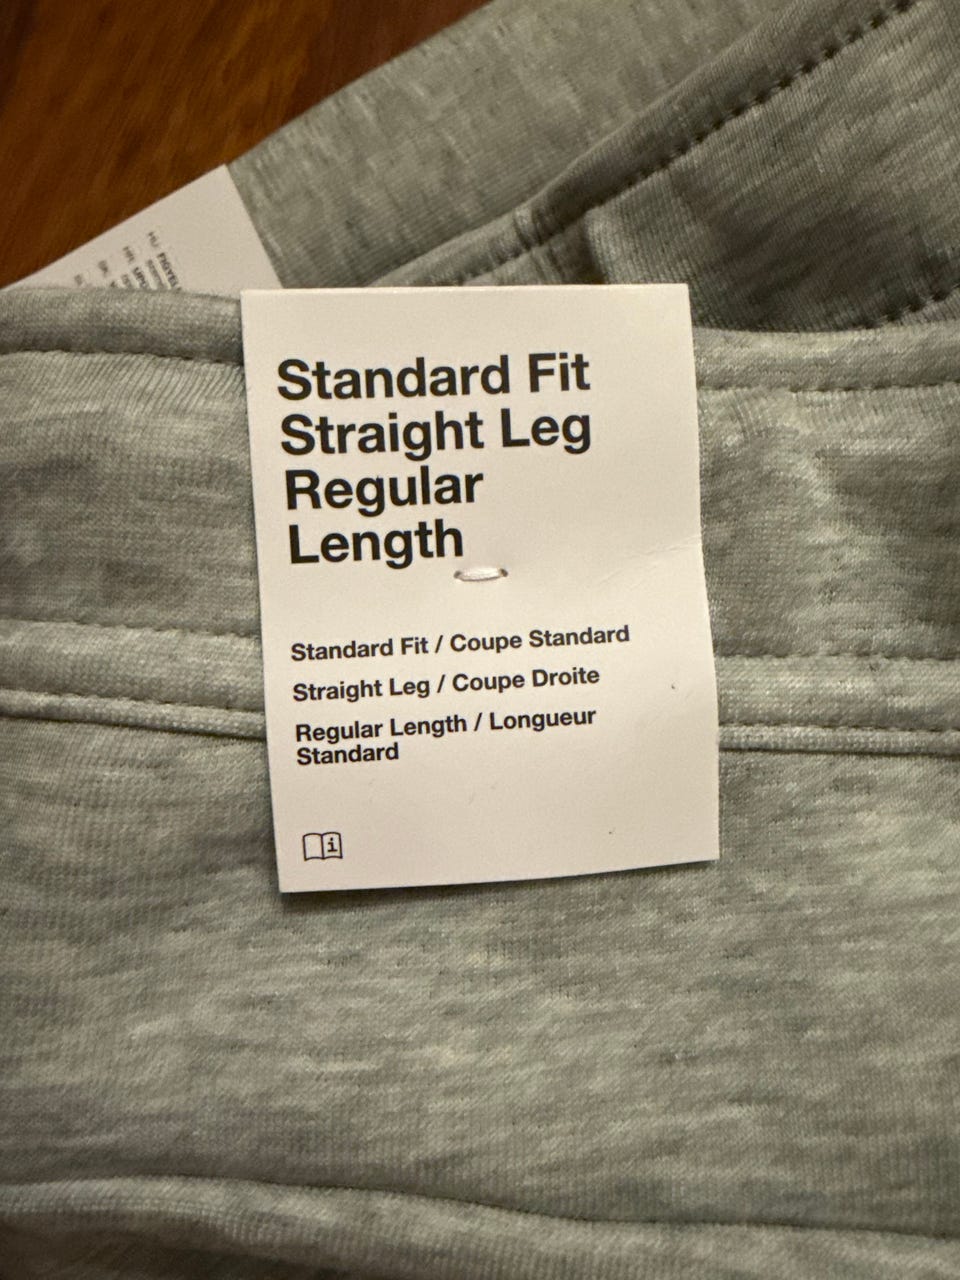 Standard Fit
Straight Leg
Regular
Length
Standard Fit / Coupe Standard
Straight Leg / Coupe Droite
Regular Length / Longueur
Standard
i